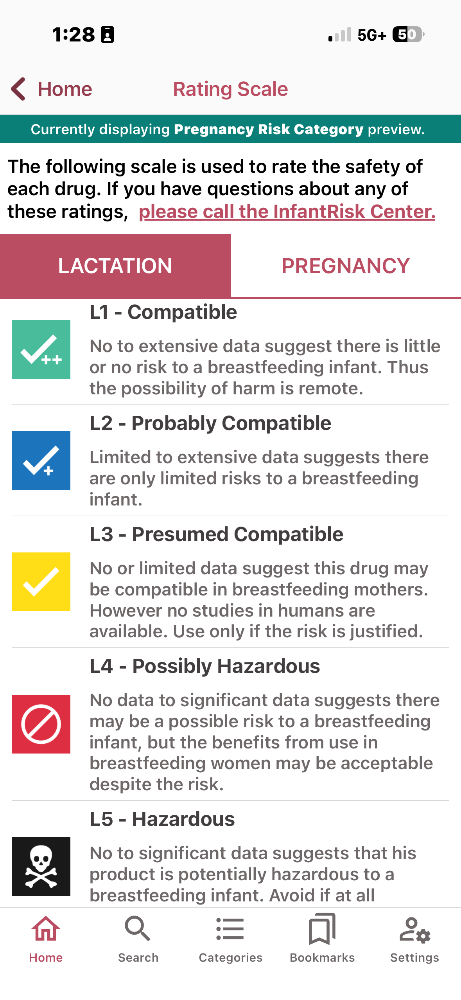 1:28
5G+ 50
Home
Rating Scale
Currently displaying Pregnancy Risk Category preview.
The following scale is used to rate the safety of
each drug. If you have questions about any of
these ratings, please call the InfantRisk Center.
LACTATION
PREGNANCY
L1 - Compatible
++
No to extensive data suggest there is little
or no risk to a breastfeeding infant. Thus
the possibility of harm is remote.
L2 - Probably Compatible
+
Limited to extensive data suggests there
are only limited risks to a breastfeeding
infant.
L3 - Presumed Compatible
No or limited data suggest this drug may
be compatible in breastfeeding mothers.
However no studies in humans are
available. Use only if the risk is justified.
L4 - Possibly Hazardous
No data to significant data suggests there
may be a possible risk to a breastfeeding
infant, but the benefits from use in
breastfeeding women may be acceptable
despite the risk.
L5 - Hazardous
No to significant data suggests that his
product is potentially hazardous to a
breastfeeding infant. Avoid if at all
Home
Search
Categories
Bookmarks
Settings